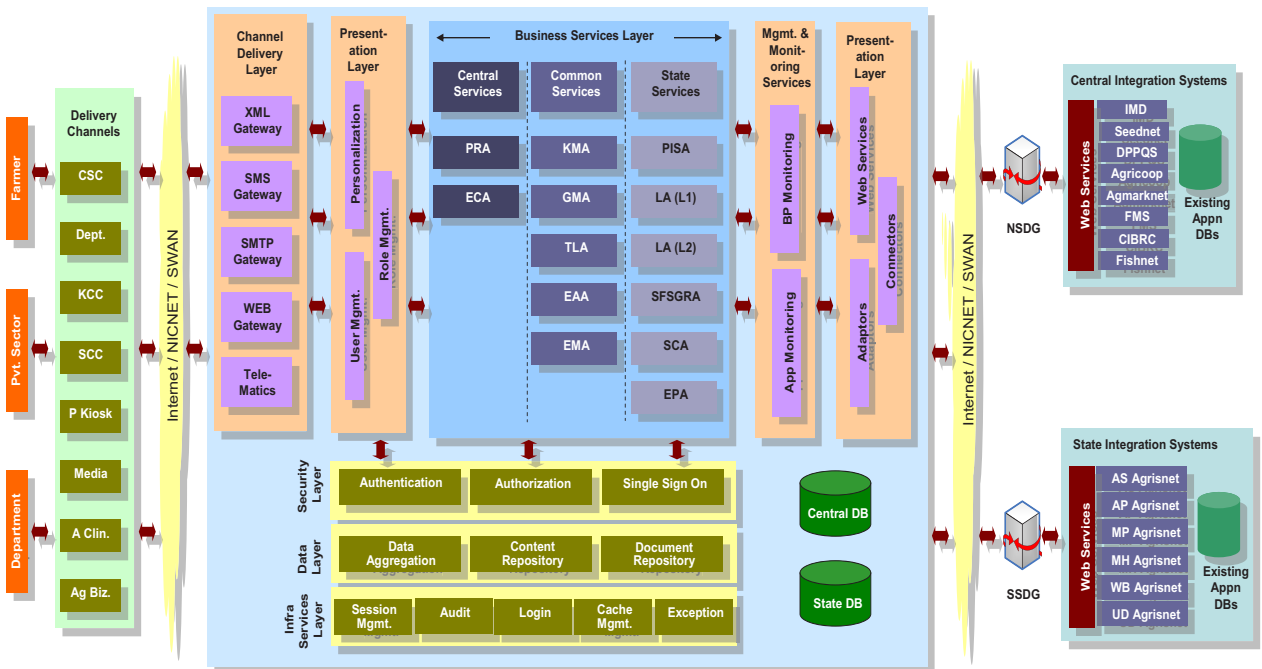 Farmer
Pvt. Sector
Department
Delivery
Channels
CSC
Dept.
KCC
SCC
P Kiosk
Media
A Clin.
Ag Biz.
Internet / NICNET / SWAN
Channel
Delivery
Layer
XML
Gateway
SMS
Gateway
SMTP
Gateway
WEB
Gateway
Tele-
Matics
Present-
ation
Layer
Personalization
User Mgmt.
Role Mgmt.
Business Services Layer
Central
Services
PRA
ECA
Common
Services
KMA
GMA
TLA
EAA
EMA
State
Services
PISA
LA (L1)
LA (L2)
SFSGRA
SCA
EPA
Mgmt. &
Monit-
oring
Services
BP Monitoring
App Monitoring
Present-
ation
Layer
Web Services
Adaptors
Connectors
Security
Layer
Authentication
Authorization
Single Sign On
Data
Layer
Data
Aggregation
Content
Repository
Document
Repository
Infra
Services
Layer
Session
Mgmt.
Audit
Login
Cache
Mgmt.
Exception
Central DB
State DB
Internet / NICNET / SWAN
NSDG
SSDG
Central Integration Systems
Web Services
IMD
Seednet
DPPQS
Agricoop
Agmarknet
FMS
CIBRC
Fishnet
Existing
Appn
DBs
State Integration Systems
Web Services
AS Agrisnet
AP Agrisnet
MP Agrisnet
MH Agrisnet
WB Agrisnet
UD Agrisnet
Existing
Appn
DBs